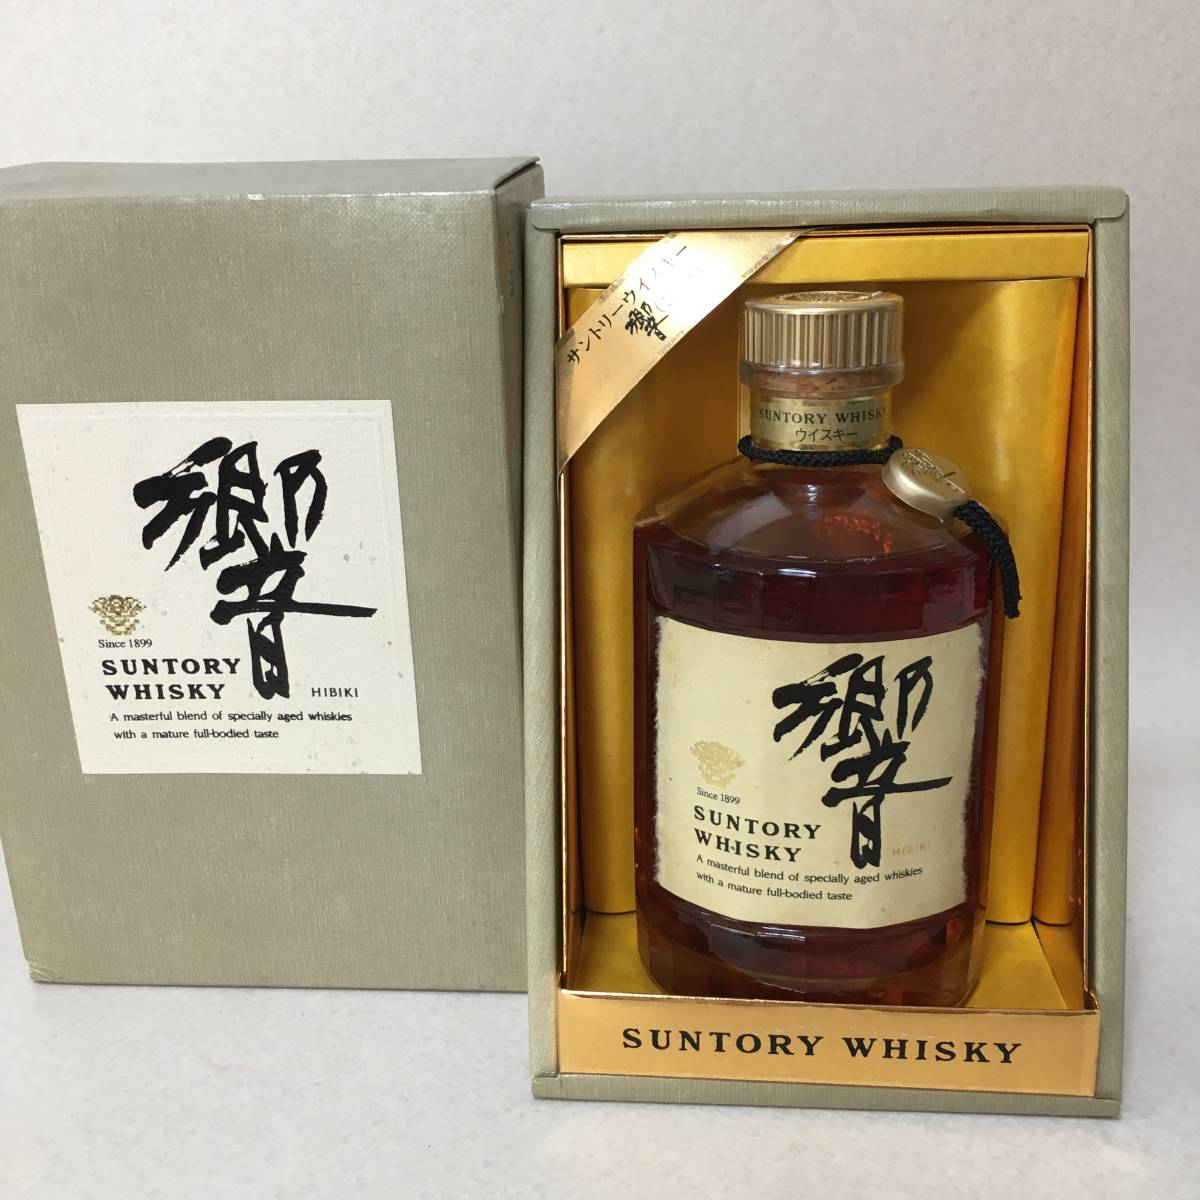 響
Since 1899
SUNTORY
WHISKY
HIBIKI
A masterful blend of specially aged whiskies
with a mature full-bodied taste
サントリーウイスキー
響
SUNTORY WHISKY
ウイスキー
響
Since 1899
SUNTORY
WHISKY
HIBIKI
A masterful blend of specially aged whiskies
with a mature full-bodied taste
SUNTORY WHISKY